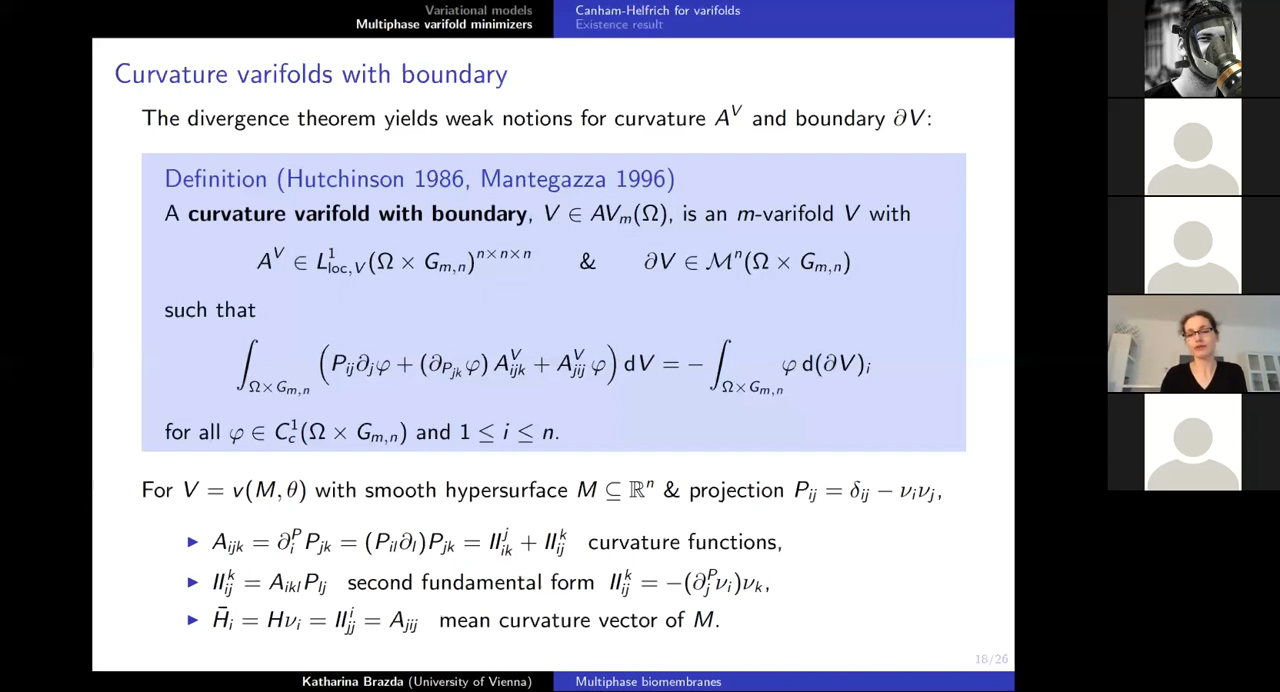 Variational models
Multiphase varifold minimizers
Canham-Helfrich for varifolds
Existence result
Curvature varifolds with boundary
The divergence theorem yields weak notions for curvature A^V and boundary ∂V:
Definition (Hutchinson 1986, Mantegazza 1996)
A curvature varifold with boundary, V ∈ AV_m(Ω), is an m-varifold V with
A^V ∈ L^1_{loc,V}(Ω × G_{m,n})^{n×n×n} & ∂V ∈ M^n(Ω × G_{m,n})
such that
∫_{Ω×G_{m,n}} (P_{ij}∂_jφ + (∂_{P_{jk}}φ) A^V_{ijk} + A^V_{jij} φ) dV = − ∫_{Ω×G_{m,n}} φ d(∂V)_i
for all φ ∈ C^1_c(Ω × G_{m,n}) and 1 ≤ i ≤ n.
For V = v(M, θ) with smooth hypersurface M ⊆ ℝ^n & projection P_{ij} = δ_{ij} − ν_iν_j,
▶ A_{ijk} = ∂^P_i P_{jk} = (P_{il}∂_l)P_{jk} = II^j_{ik} + II^k_{ij} curvature functions,
▶ II^k_{ij} = A_{ikl}P_{lj} second fundamental form II^k_{ij} = −(∂^P_j ν_i)ν_k,
▶ H̄_i = Hν_i = II^i_{jj} = A_{jij} mean curvature vector of M.
18/26
Katharina Brazda (University of Vienna)
Multiphase biomembranes